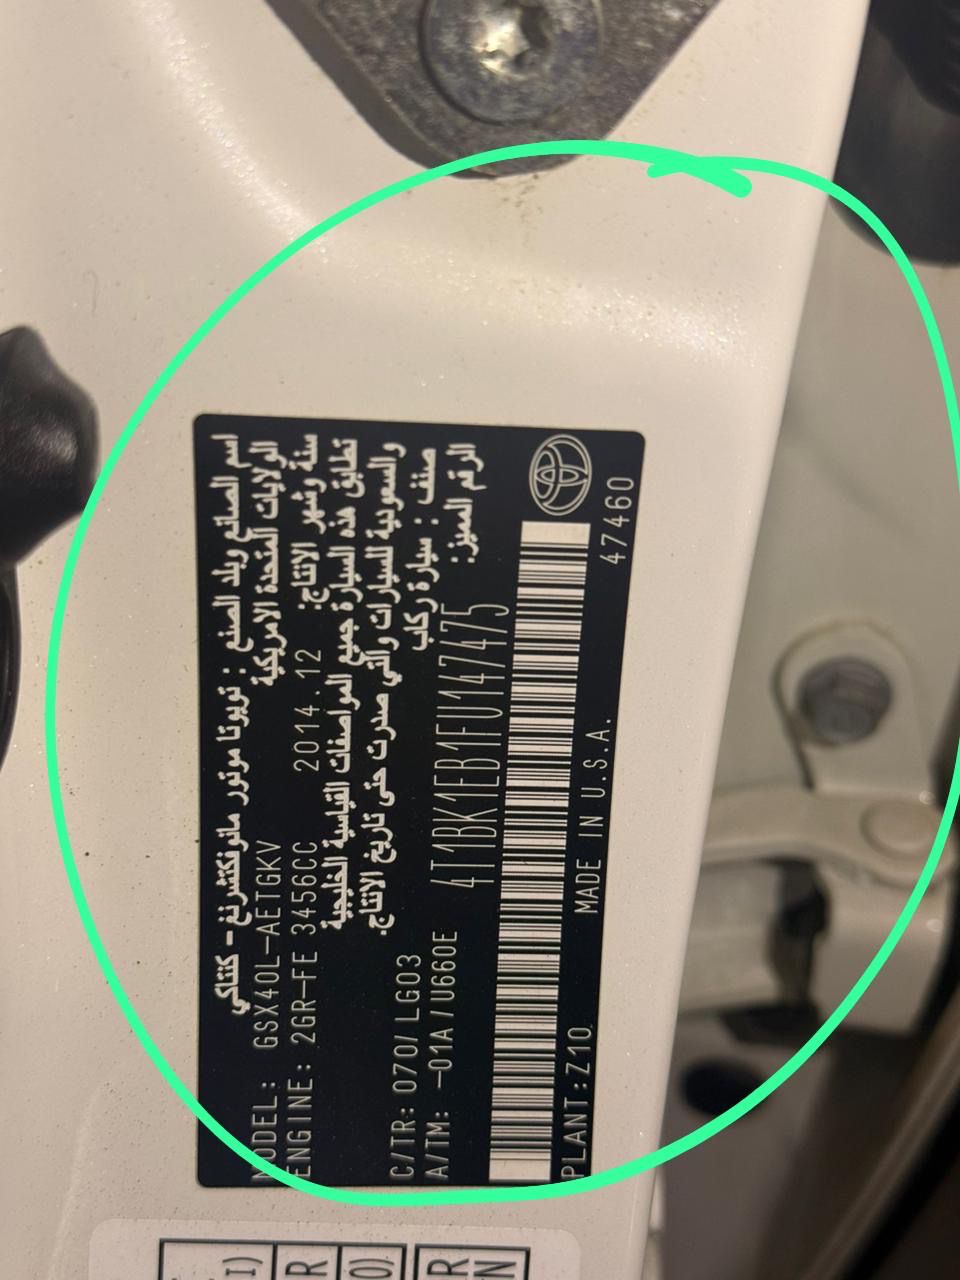 اسم الصانع وبلد الصنع : تويوتا موتور مانوفكتشرنغ - كنتاكي
الولايات المتحدة الامريكية
MODEL: GSX40L-AETGKV
سنة وشهر الانتاج: 2014.12
ENGINE: 2GR-FE 3456CC
تطابق هذه السيارة جميع المواصفات القياسية الخليجية
والسعودية للسيارات والتي صدرت حتى تاريخ الانتاج.
صنف : سيارة ركاب
C/TR: 070/ LG03
الرقم المميز:
A/TM: -01A / U660E
4T1BK1EB1FU147475
47460
PLANT: Z10 MADE IN U.S.A.